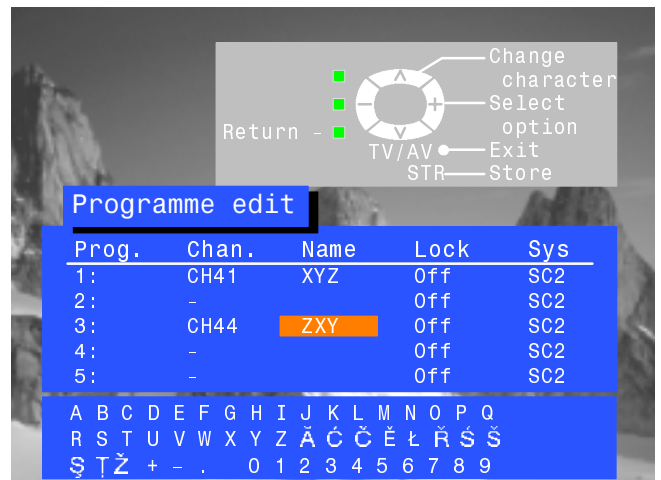 Change
character
Select
option
Return -
TV/AV Exit
STR Store
Programme edit
Prog. Chan. Name Lock Sys
1: CH41 XYZ Off SC2
2: - Off SC2
3: CH44 ZXY Off SC2
4: - Off SC2
5: - Off SC2
A B C D E F G H I J K L M N O P Q
R S T U V W X Y Z Ă Ć Č Ě Ł Ř Ś Š
Ş Ţ Ž + - . 0 1 2 3 4 5 6 7 8 9